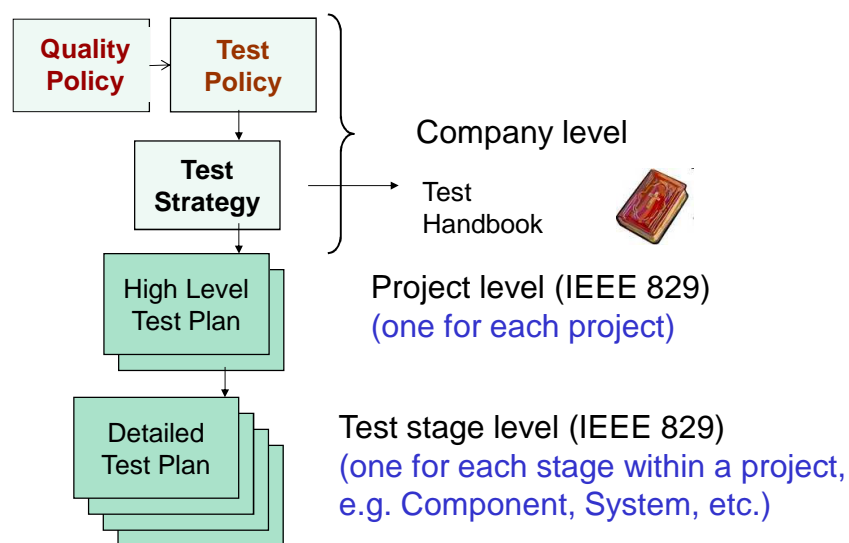 Quality
Policy
Test
Policy
Company level
Test
Strategy
Test
Handbook
High Level
Test Plan
Project level (IEEE 829)
(one for each project)
Detailed
Test Plan
Test stage level (IEEE 829)
(one for each stage within a project,
e.g. Component, System, etc.)